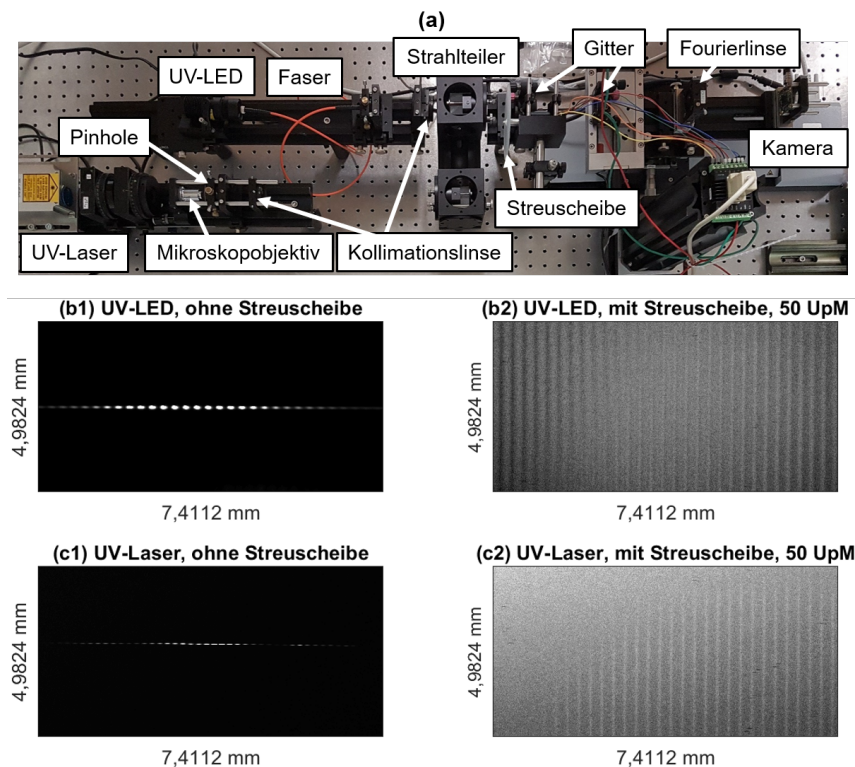 (a)
Strahlteiler
Gitter
Fourierlinse
UV-LED
Faser
Pinhole
Kamera
Streuscheibe
UV-Laser
Mikroskopobjektiv
Kollimationslinse
(b1) UV-LED, ohne Streuscheibe
(b2) UV-LED, mit Streuscheibe, 50 UpM
4,9824 mm
4,9824 mm
7,4112 mm
7,4112 mm
(c1) UV-Laser, ohne Streuscheibe
(c2) UV-Laser, mit Streuscheibe, 50 UpM
4,9824 mm
4,9824 mm
7,4112 mm
7,4112 mm